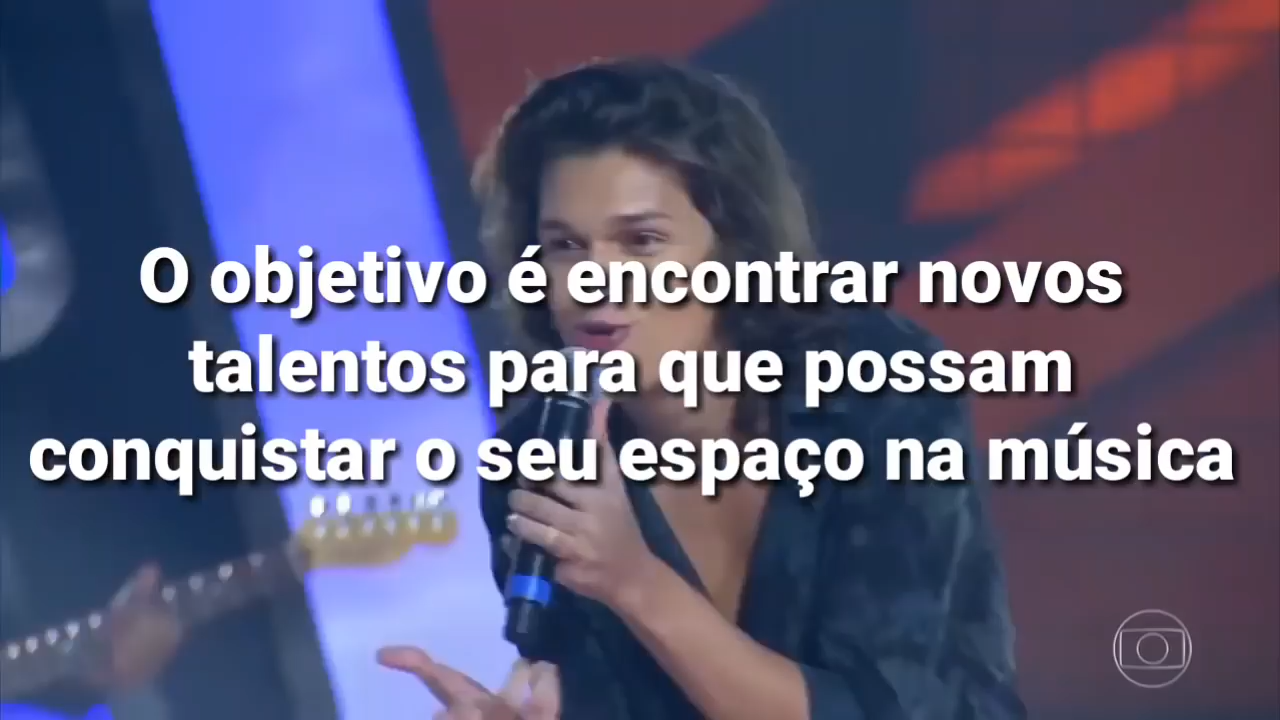 O objetivo é encontrar novos
talentos para que possam
conquistar o seu espaço na música